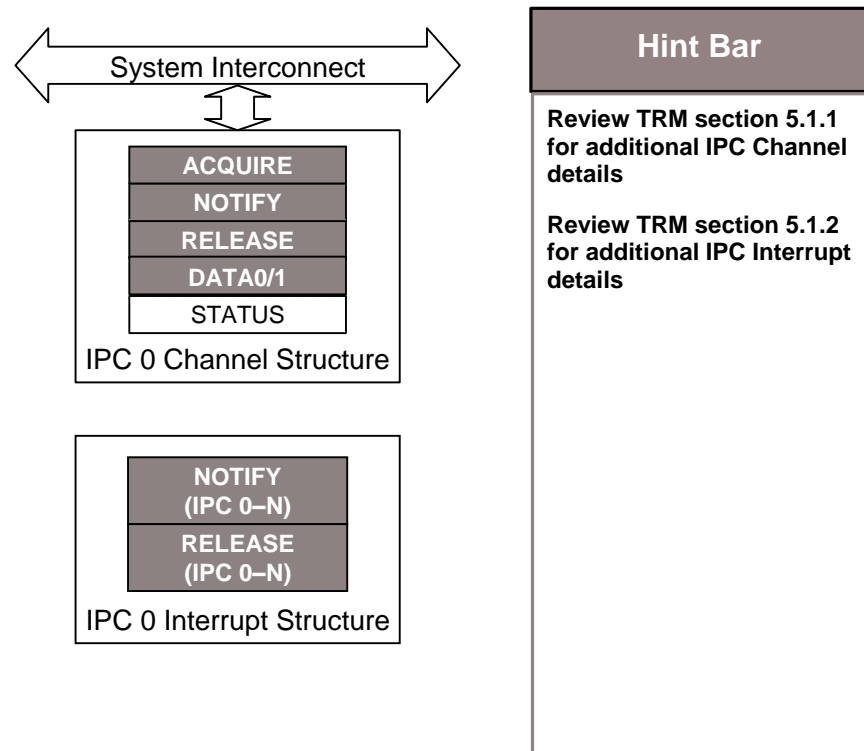 System Interconnect
ACQUIRE
NOTIFY
RELEASE
DATA0/1
STATUS
IPC 0 Channel Structure
NOTIFY
(IPC 0–N)
RELEASE
(IPC 0–N)
IPC 0 Interrupt Structure
Hint Bar
Review TRM section 5.1.1
for additional IPC Channel
details
Review TRM section 5.1.2
for additional IPC Interrupt
details